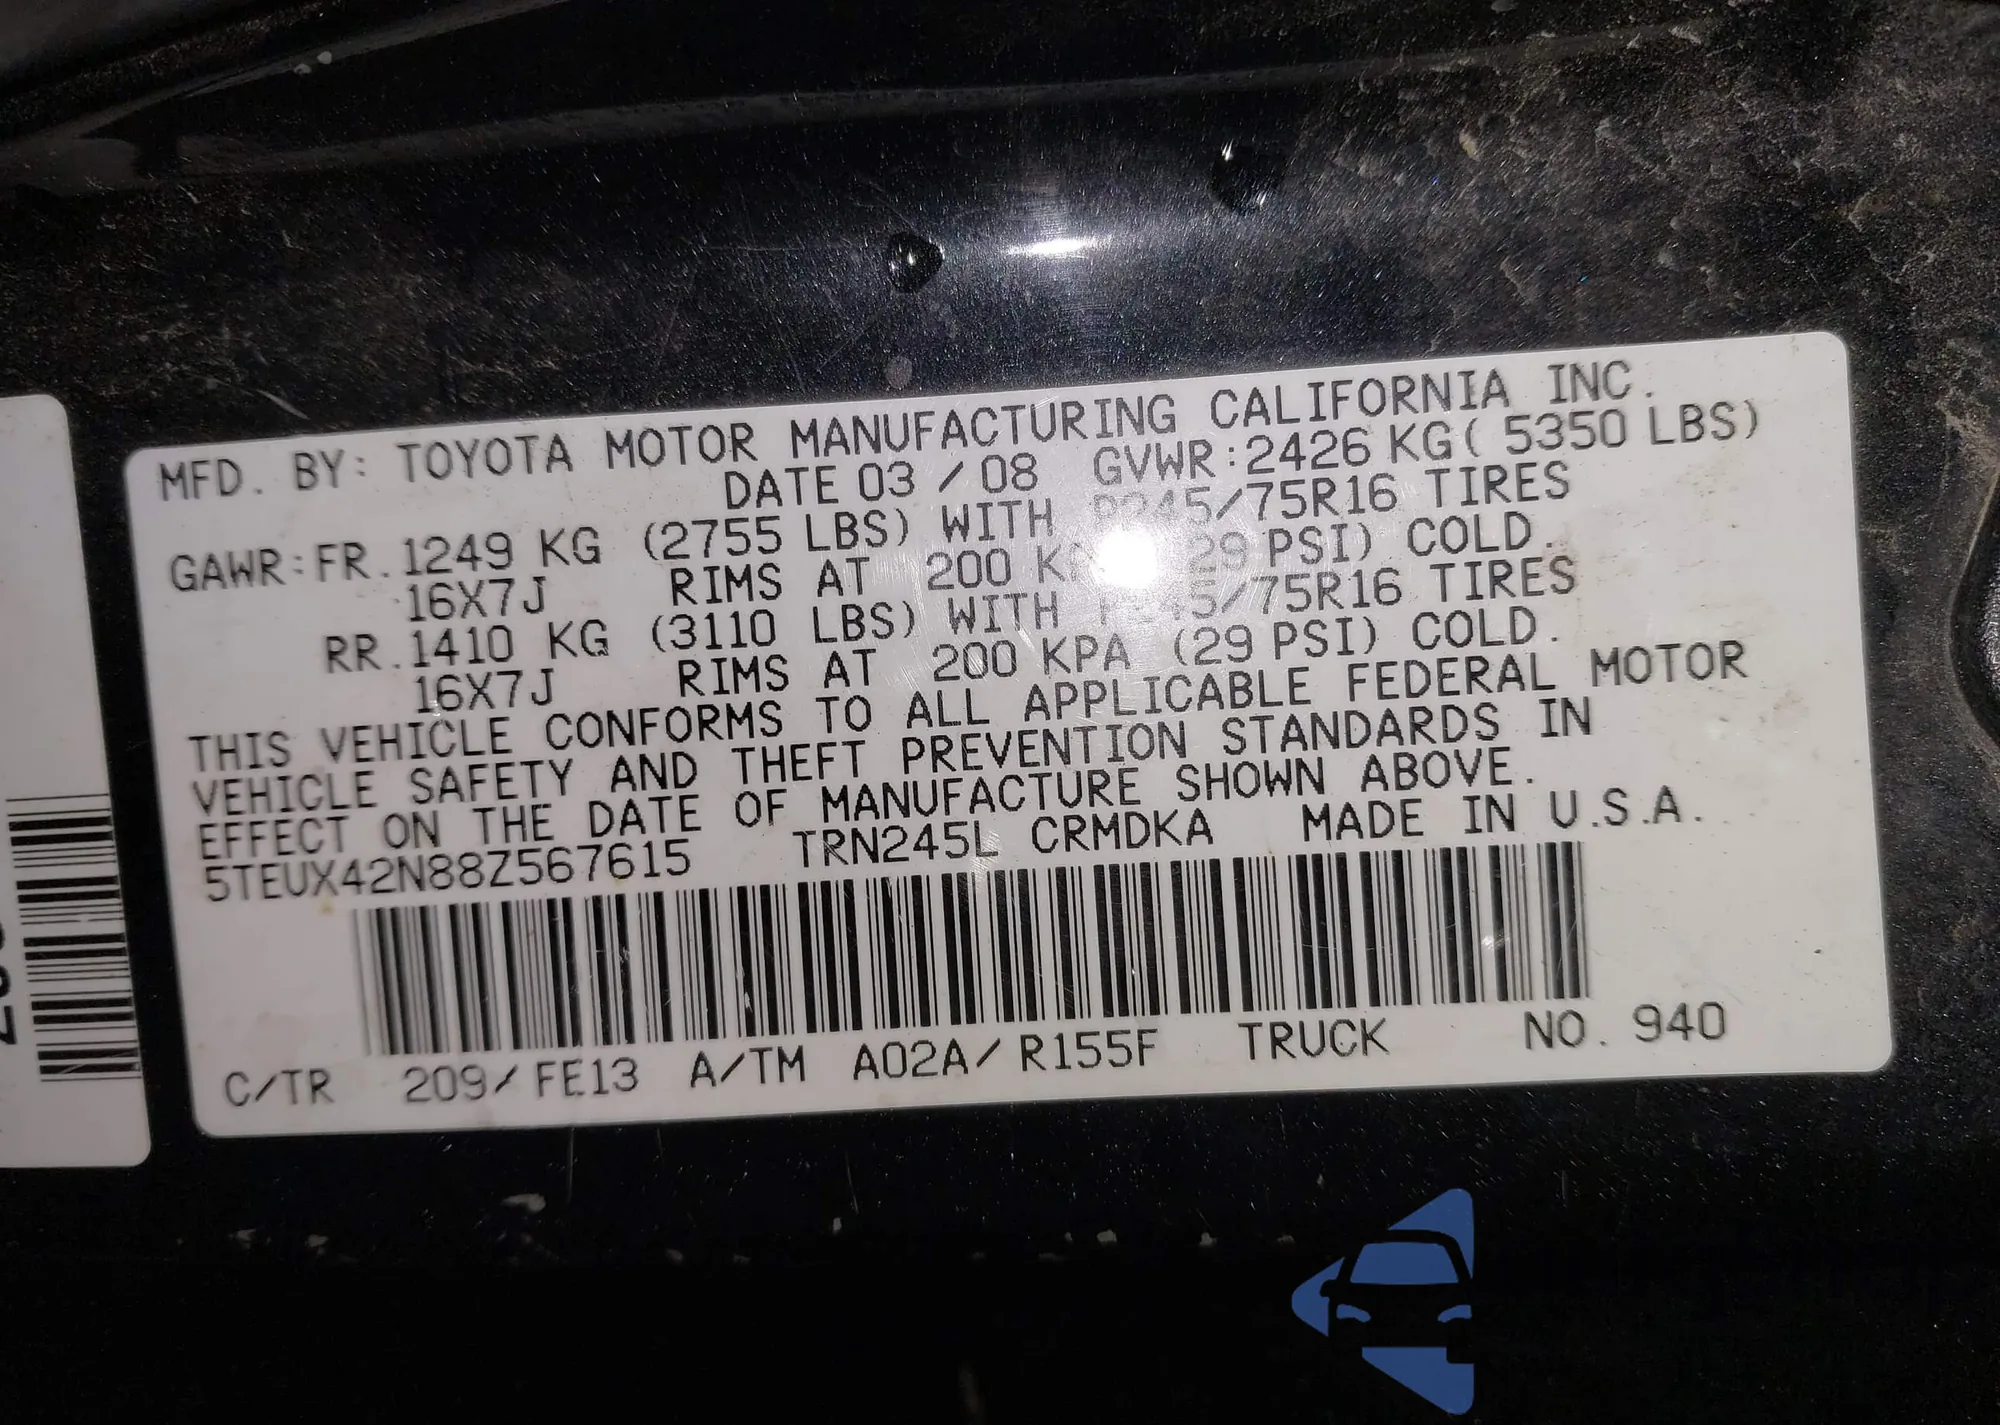 MFD. BY: TOYOTA MOTOR MANUFACTURING CALIFORNIA INC.
DATE 03 / 08 GVWR:2426 KG( 5350 LBS)
GAWR:FR.1249 KG (2755 LBS) WITH P245/75R16 TIRES
16X7J RIMS AT 200 29 PSI) COLD.
RR.1410 KG (3110 LBS) WITH P245/75R16 TIRES
16X7J RIMS AT 200 KPA (29 PSI) COLD.
THIS VEHICLE CONFORMS TO ALL APPLICABLE FEDERAL MOTOR
VEHICLE SAFETY AND THEFT PREVENTION STANDARDS IN
EFFECT ON THE DATE OF MANUFACTURE SHOWN ABOVE.
5TEUX42N88Z567615 TRN245L CRMDKA MADE IN U.S.A.
C/TR 209/FE13 A/TM A02A/R155F TRUCK NO. 940